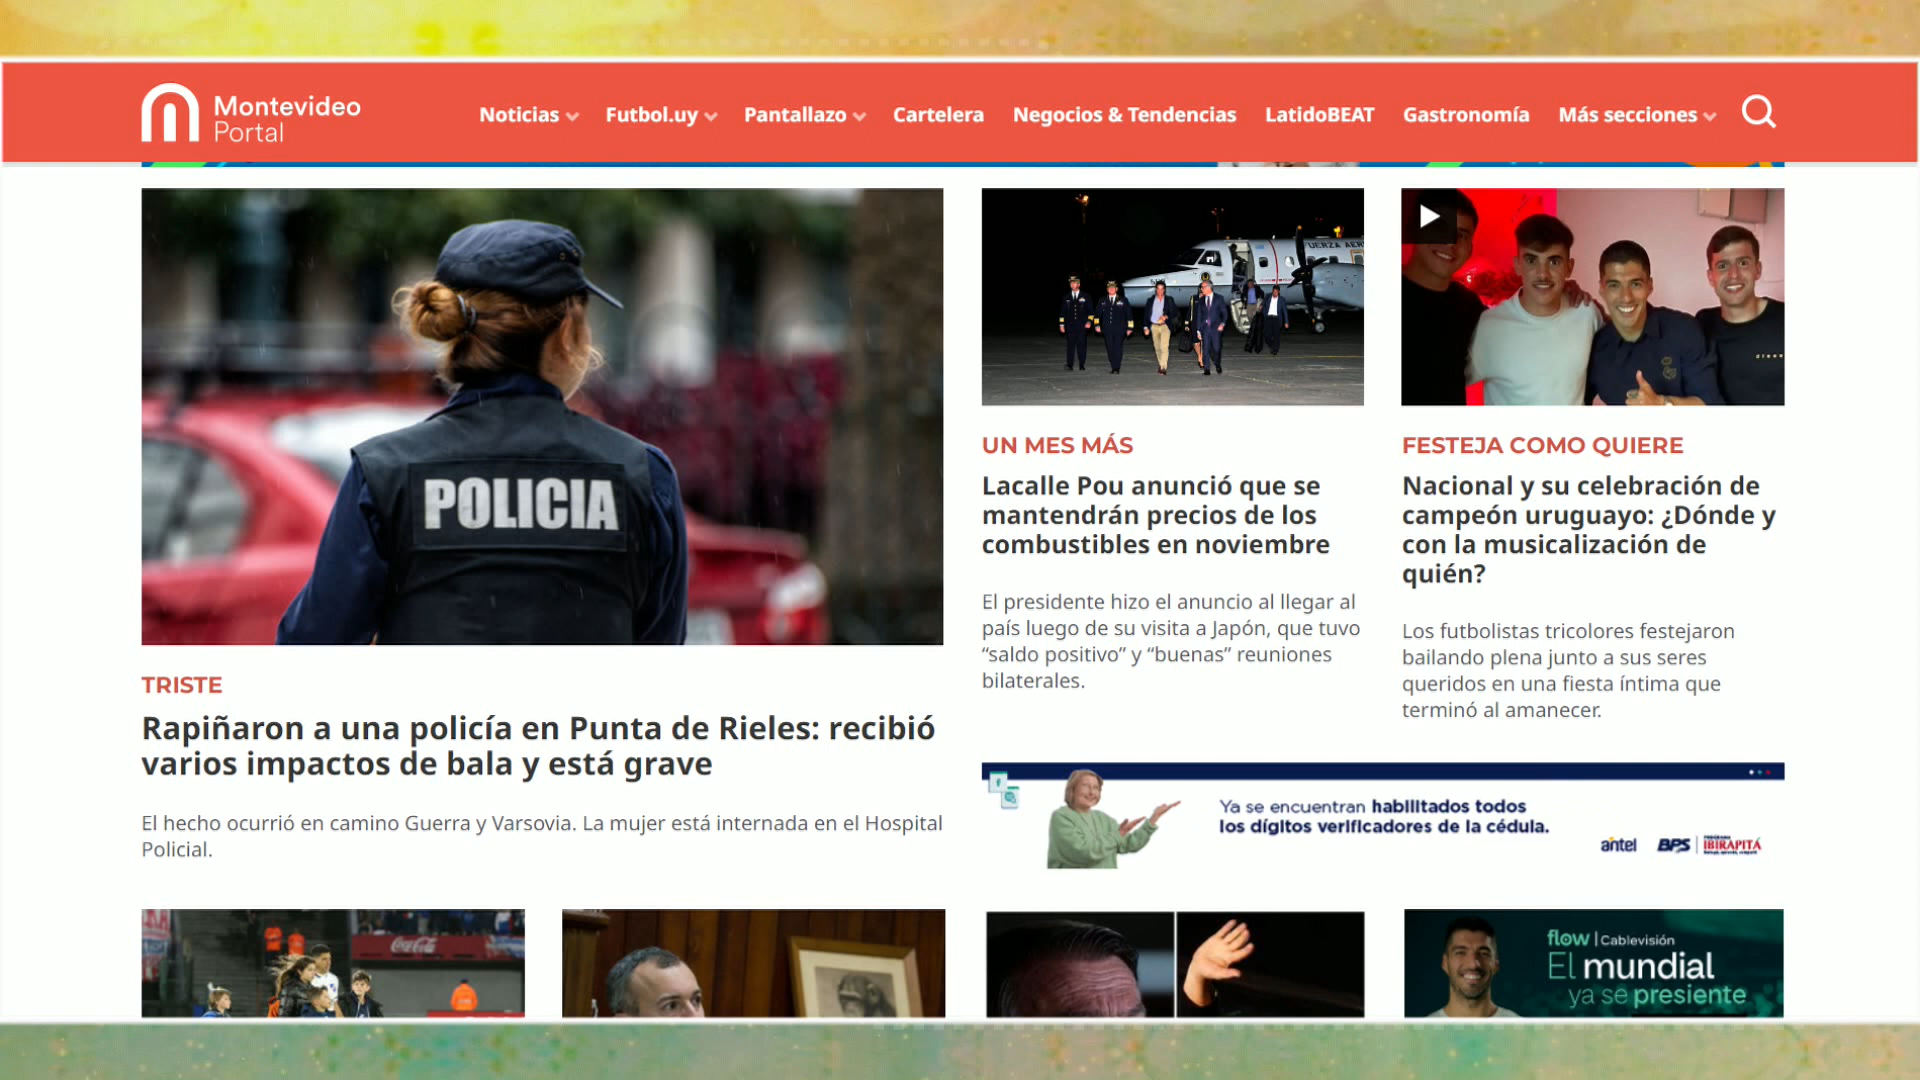 Montevideo
Portal
Noticias
Futbol.uy
Pantallazo
Cartelera
Negocios & Tendencias
LatidoBEAT
Gastronomía
Más secciones
POLICIA
FUERZA AER
TRISTE
Rapiñaron a una policía en Punta de Rieles: recibió
varios impactos de bala y está grave
El hecho ocurrió en camino Guerra y Varsovia. La mujer está internada en el Hospital
Policial.
UN MES MÁS
Lacalle Pou anunció que se
mantendrán precios de los
combustibles en noviembre
El presidente hizo el anuncio al llegar al
país luego de su visita a Japón, que tuvo
“saldo positivo” y “buenas” reuniones
bilaterales.
FESTEJA COMO QUIERE
Nacional y su celebración de
campeón uruguayo: ¿Dónde y
con la musicalización de
quién?
Los futbolistas tricolores festejaron
bailando plena junto a sus seres
queridos en una fiesta íntima que
terminó al amanecer.
Ya se encuentran habilitados todos
los dígitos verificadores de la cédula.
antel
BPS
IBIRAPITÁ
Coca-Cola
flow | Cablevisión
El mundial
ya se presiente